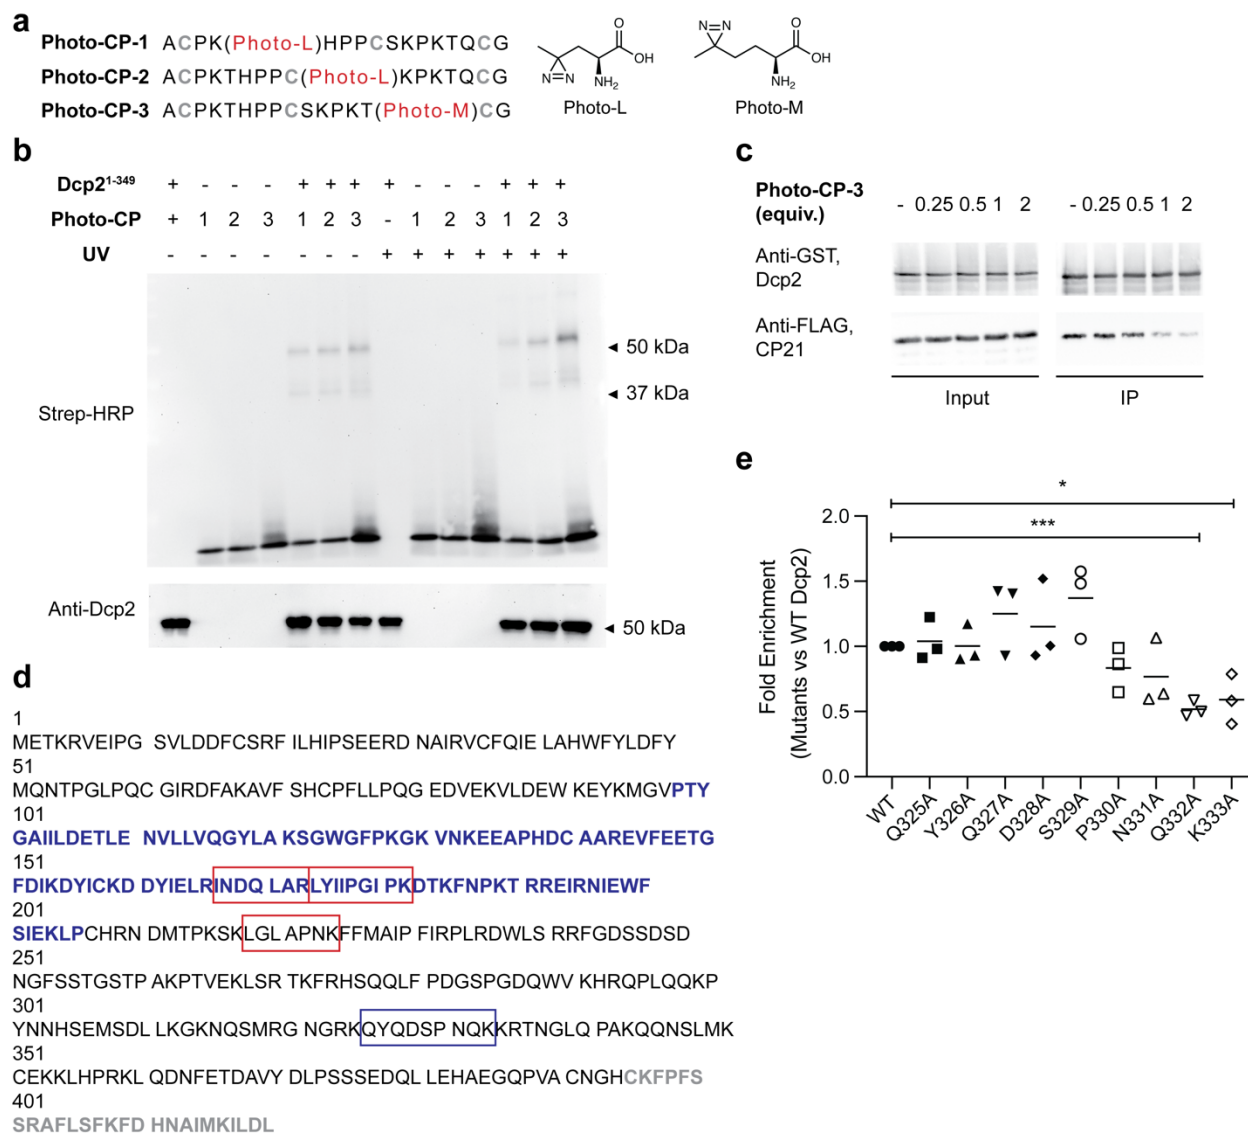 a
Photo-CP-1 ACPK(Photo-L)HPPCSKPKTQCG
Photo-CP-2 ACPKTHPPC(Photo-L)KPKTQCG
Photo-CP-3 ACPKTHPPCSKPKT(Photo-M)CG
O
OH
N=N
NH2
Photo-L
N=N
O
OH
NH2
Photo-M
b
Dcp21-349 + - - - + + + + - - - + + +
Photo-CP + 1 2 3 1 2 3 - 1 2 3 1 2 3
UV - - - - - - - + + + + + + +
Strep-HRP
◄ 50 kDa
◄ 37 kDa
Anti-Dcp2
◄ 50 kDa
c
Photo-CP-3
(equiv.)
- 0.25 0.5 1 2 - 0.25 0.5 1 2
Anti-GST,
Dcp2
Anti-FLAG,
CP21
Input IP
d
1
METKRVEIPG SVLDDFCSRF ILHIPSEERD NAIRVCFQIE LAHWFYLDFY
51
MQNTPGLPQC GIRDFAKAVF SHCPFLLPQG EDVEKVLDEW KEYKMGVPTY
101
GAIILDETLE NVLLVQGYLA KSGWGFPKGK VNKEEAPHDC AAREVFEETG
151
FDIKDYICKD DYIELRINDQ LARLYIIPGI PKDTKFNPKT RREIRNIEWF
201
SIEKLPCHRN DMTPKSKLGL APNKFFMAIP FIRPLRDWLS RRFGDSSDSD
251
NGFSSTGSTP AKPTVEKLSR TKFRHSQQLF PDGSPGDQWV KHRQPLQQKP
301
YNNHSEMSDL LKGKNQSMRG NGRKQYQDSP NQKKRTNGLQ PAKQQNSLMK
351
CEKKLHPRKL QDNFETDAVY DLPSSSEDQL LEHAEGQPVA CNGHCKFPFS
401
SRAFLSFKFD HNAIMKILDL
e
*
***
Fold Enrichment
(Mutants vs WT Dcp2)
2.0
1.5
1.0
0.5
0.0
WT Q325A Y326A Q327A D328A S329A P330A N331A Q332A K333A